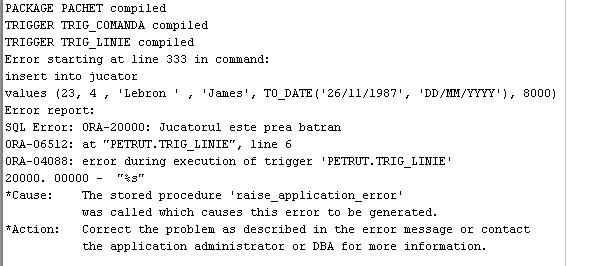 PACKAGE PACHET compiled
TRIGGER TRIG_COMANDA compiled
TRIGGER TRIG_LINIE compiled
Error starting at line 333 in command:
insert into jucator
values (23, 4 , 'Lebron ' , 'James', TO_DATE('26/11/1987', 'DD/MM/YYYY'), 8000)
Error report:
SQL Error: ORA-20000: Jucatorul este prea batran
ORA-06512: at "PETRUT.TRIG_LINIE", line 6
ORA-04088: error during execution of trigger 'PETRUT.TRIG_LINIE'
20000. 00000 -  "%s"
*Cause:    The stored procedure 'raise_application_error'
           was called which causes this error to be generated.
*Action:   Correct the problem as described in the error message or contact
           the application administrator or DBA for more information.